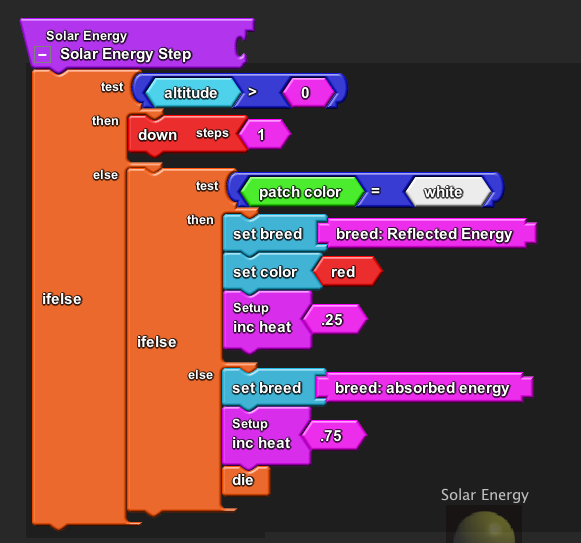 Solar Energy
Solar Energy Step
test altitude > 0
then down steps 1
else
test patch color = white
then set breed breed: Reflected Energy
set color red
Setup
inc heat .25
ifelse
ifelse
else set breed breed: absorbed energy
Setup
inc heat .75
die
Solar Energy